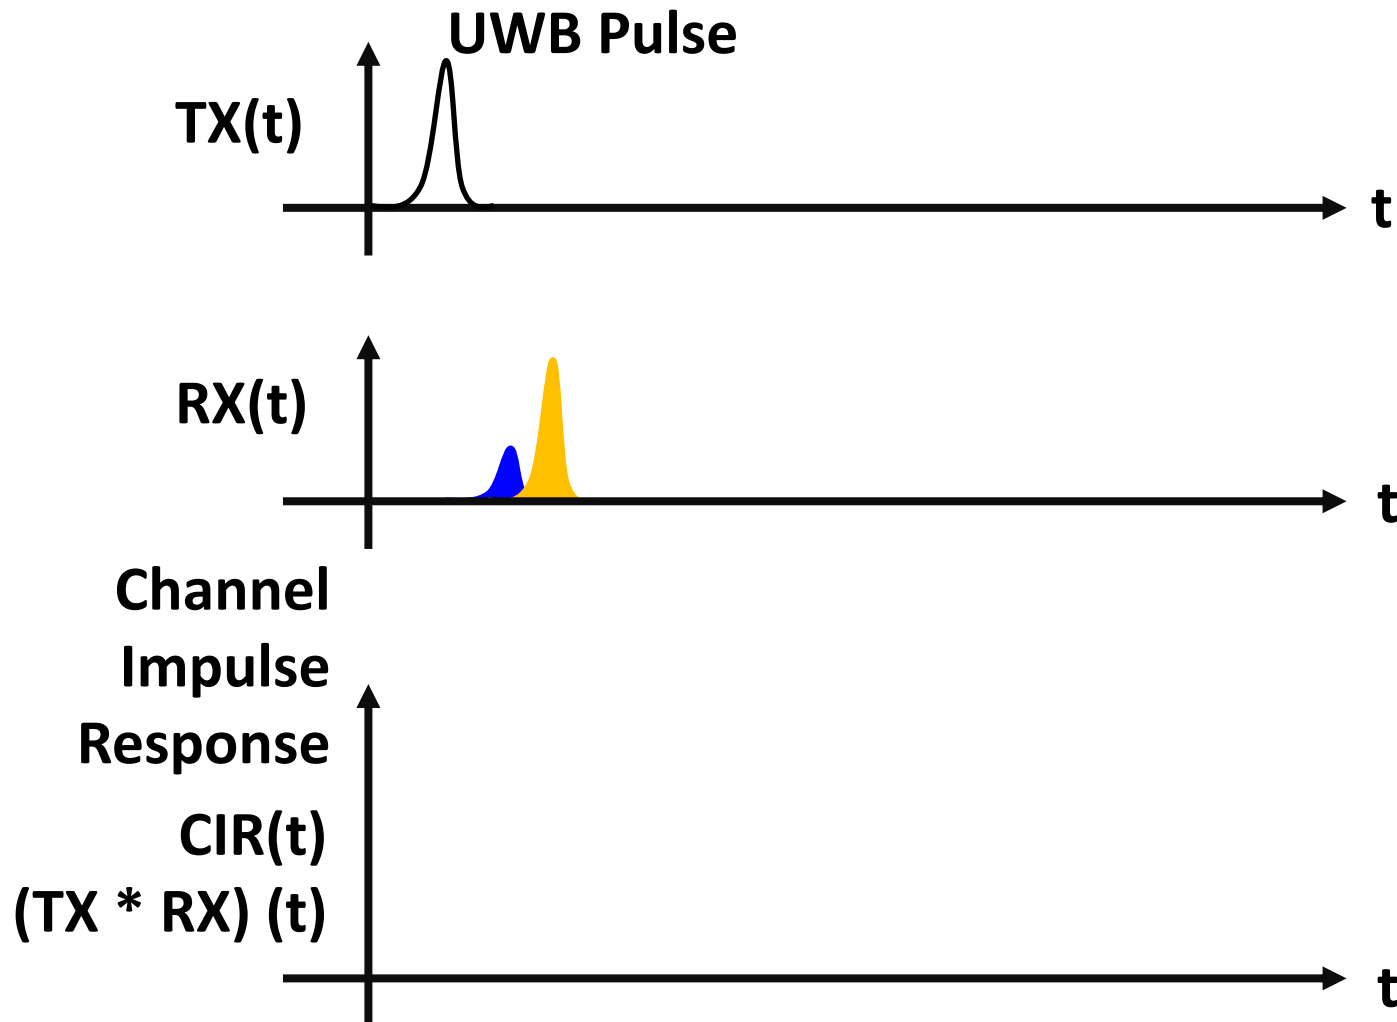 UWB Pulse
TX(t)
t
RX(t)
t
Channel
Impulse
Response
CIR(t)
(TX * RX) (t)
t